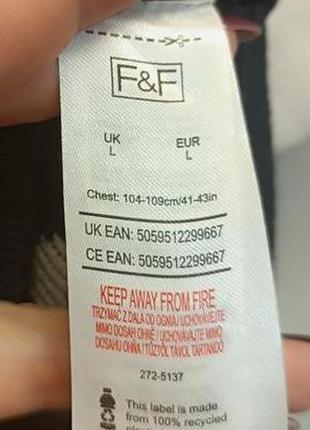 F&F
UK EUR
L L
Chest: 104-109cm/41-43in
UK EAN: 5059512299667
CE EAN: 5059512299667
KEEP AWAY FROM FIRE
TRZYMAĆ Z DALA OD OGNIA / UCHOVÁVEJTE
MIMO DOSAH OHNĚ / UCHOVÁVAJTE MIMO
DOSAHU OHŇA / TŰZTŐL TÁVOL TARTANDÓ
272-5137
This label is made
from 100% recycled